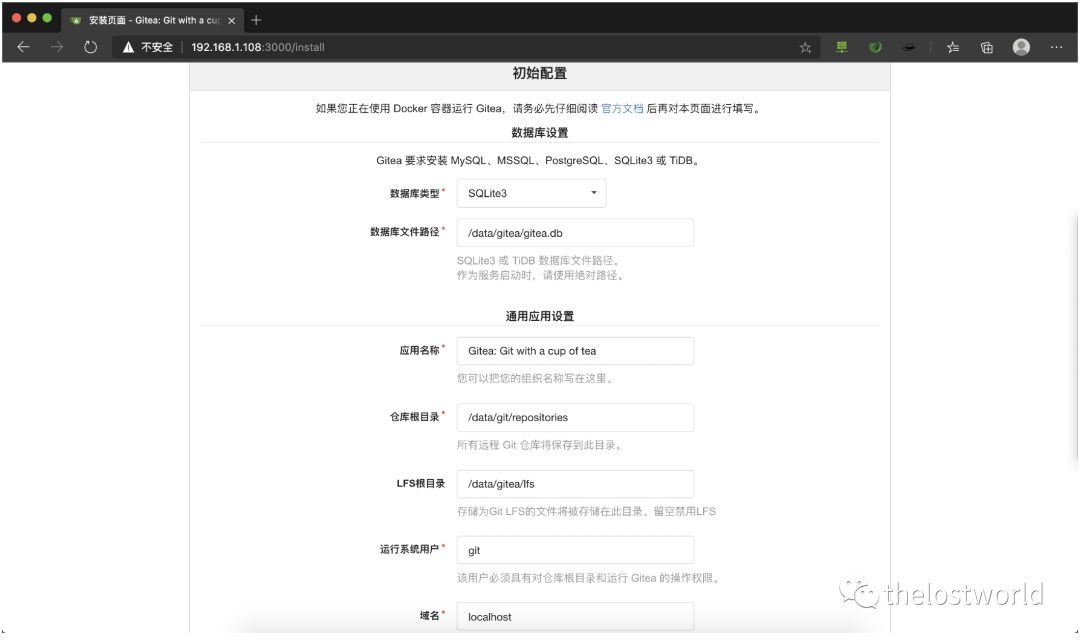 安装页面 - Gitea: Git with a cup
不安全 192.168.1.108:3000/install
初始配置
如果您正在使用 Docker 容器运行 Gitea，请务必先仔细阅读 官方文档 后再对本页面进行填写。
数据库设置
Gitea 要求安装 MySQL、MSSQL、PostgreSQL、SQLite3 或 TiDB。
数据库类型* SQLite3
数据库文件路径* /data/gitea/gitea.db
SQLite3 或 TiDB 数据库文件路径。
作为服务启动时，请使用绝对路径。
通用应用设置
应用名称* Gitea: Git with a cup of tea
您可以把您的组织名称写在这里。
仓库根目录* /data/git/repositories
所有远程 Git 仓库将保存到此目录。
LFS根目录 /data/gitea/lfs
存储为Git LFS的文件将被存储在此目录。留空禁用LFS
运行系统用户* git
该用户必须具有对仓库根目录和运行 Gitea 的操作权限。
域名* localhost
thelostworld